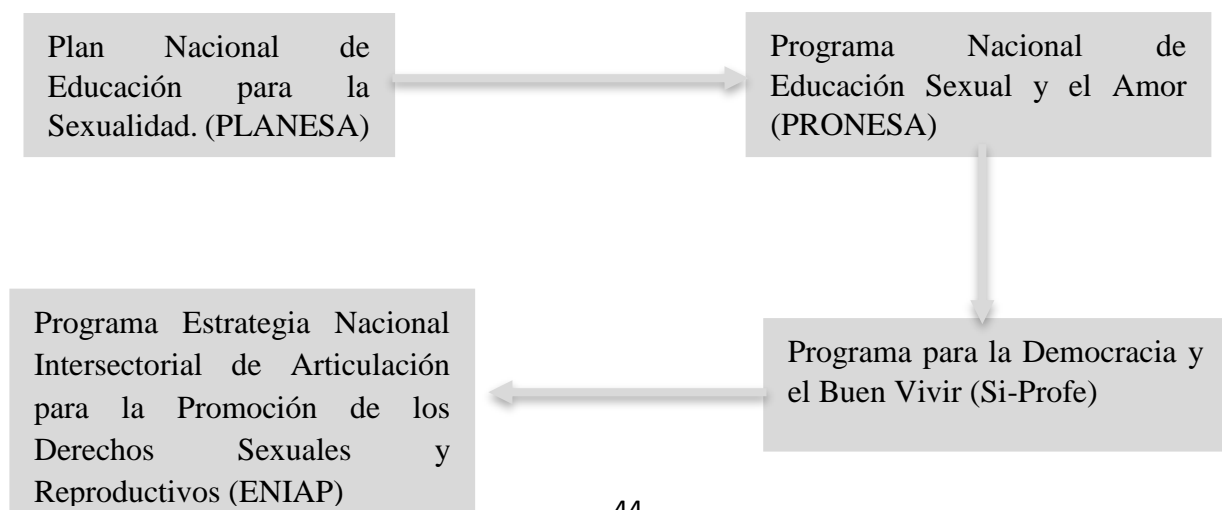 Plan Nacional de
Educación para la
Sexualidad. (PLANESA)
Programa Nacional de
Educación Sexual y el Amor
(PRONESA)
Programa para la Democracia y
el Buen Vivir (Si-Profe)
Programa Estrategia Nacional
Intersectorial de Articulación
para la Promoción de los
Derechos Sexuales y
Reproductivos (ENIAP)
44